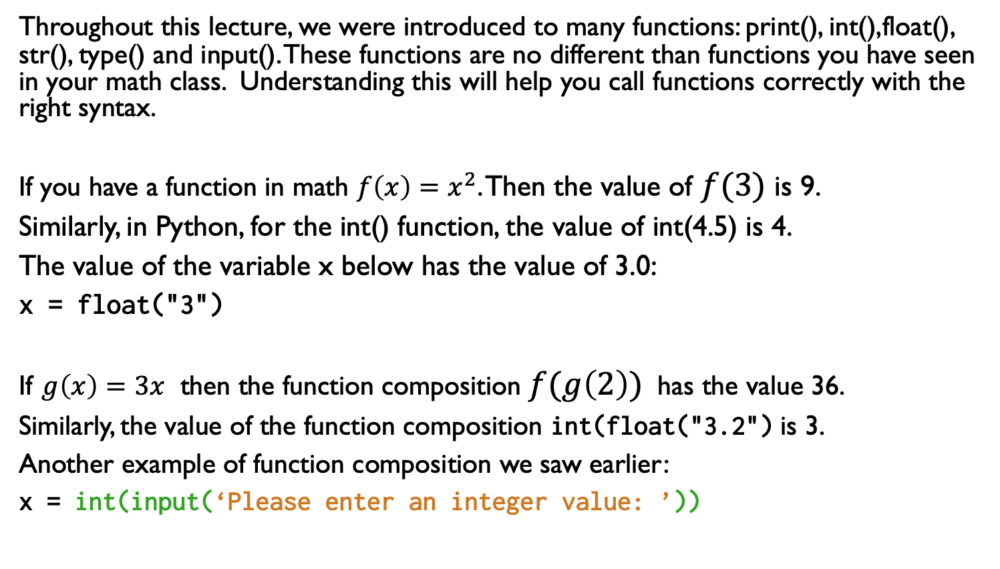 Throughout this lecture, we were introduced to many functions: print(), int(),float(),
str(), type() and input(). These functions are no different than functions you have seen
in your math class.  Understanding this will help you call functions correctly with the
right syntax.
If you have a function in math f(x) = x². Then the value of f(3) is 9.
Similarly, in Python, for the int() function, the value of int(4.5) is 4.
The value of the variable x below has the value of 3.0:
x = float("3")
If g(x) = 3x  then the function composition f(g(2))  has the value 36.
Similarly, the value of the function composition int(float("3.2") is 3.
Another example of function composition we saw earlier:
x = int(input(‘Please enter an integer value: ’))